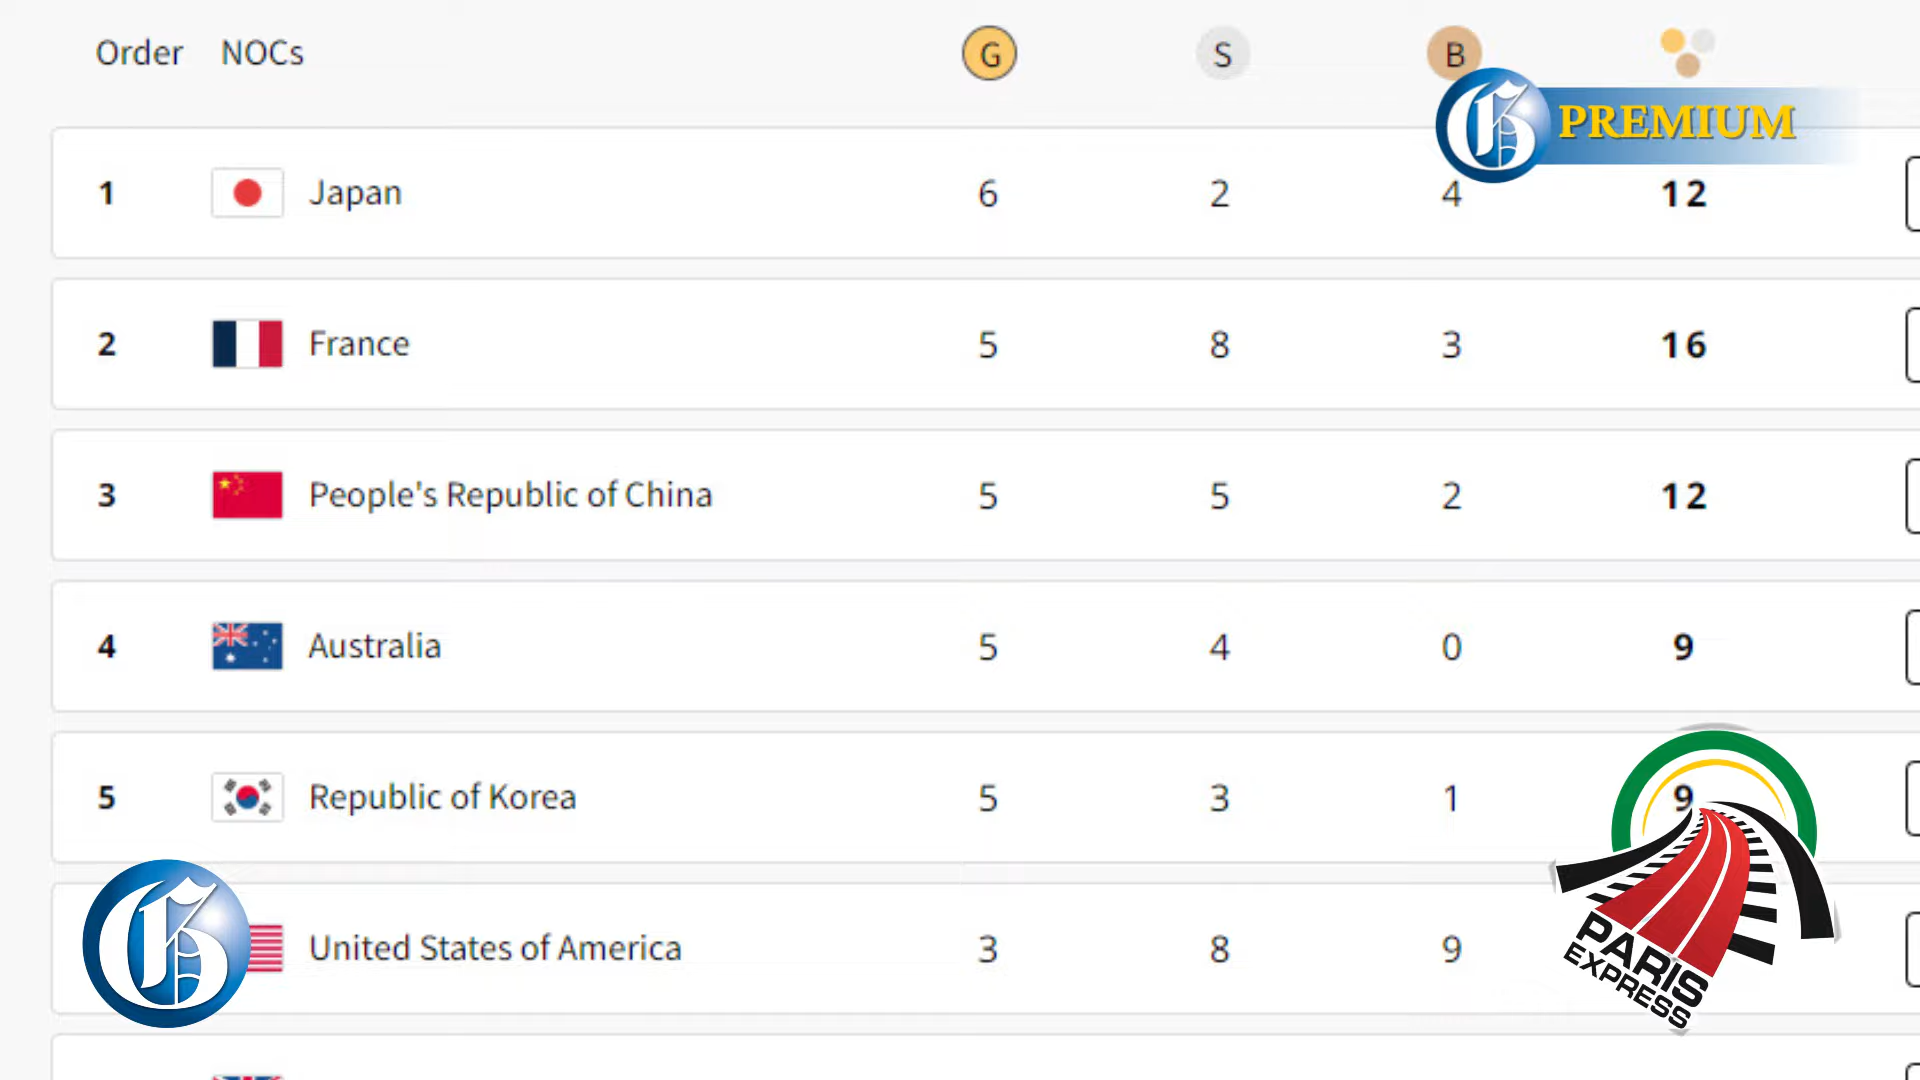 Order NOCs G S B
PREMIUM
1 Japan 6 2 4 12
2 France 5 8 3 16
3 People's Republic of China 5 5 2 12
4 Australia 5 4 0 9
5 Republic of Korea 5 3 1 9
G United States of America 3 8 9
PARIS
EXPRESS